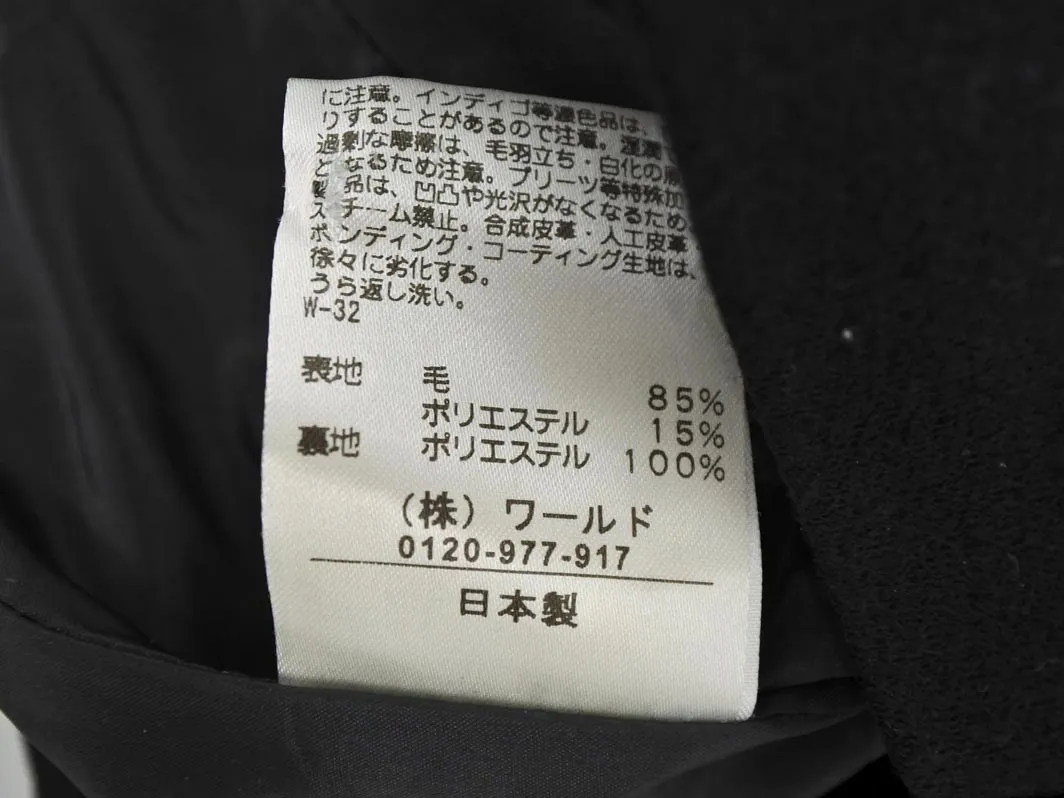 に注意。インディゴ等濃色品は、
りすることがあるので注意。湿潤
過剰な摩擦は、毛羽立ち・白化の
となるため注意。プリーツ等特殊加
製品は、凹凸や光沢がなくなるため
スチーム禁止。合成皮革・人工皮革・
ボンディング・コーティング生地は、
徐々に劣化する。
うら返し洗い。
W-32
表地 毛 85%
ポリエステル 15%
裏地 ポリエステル 100%
(株)ワールド
0120-977-917
日本製